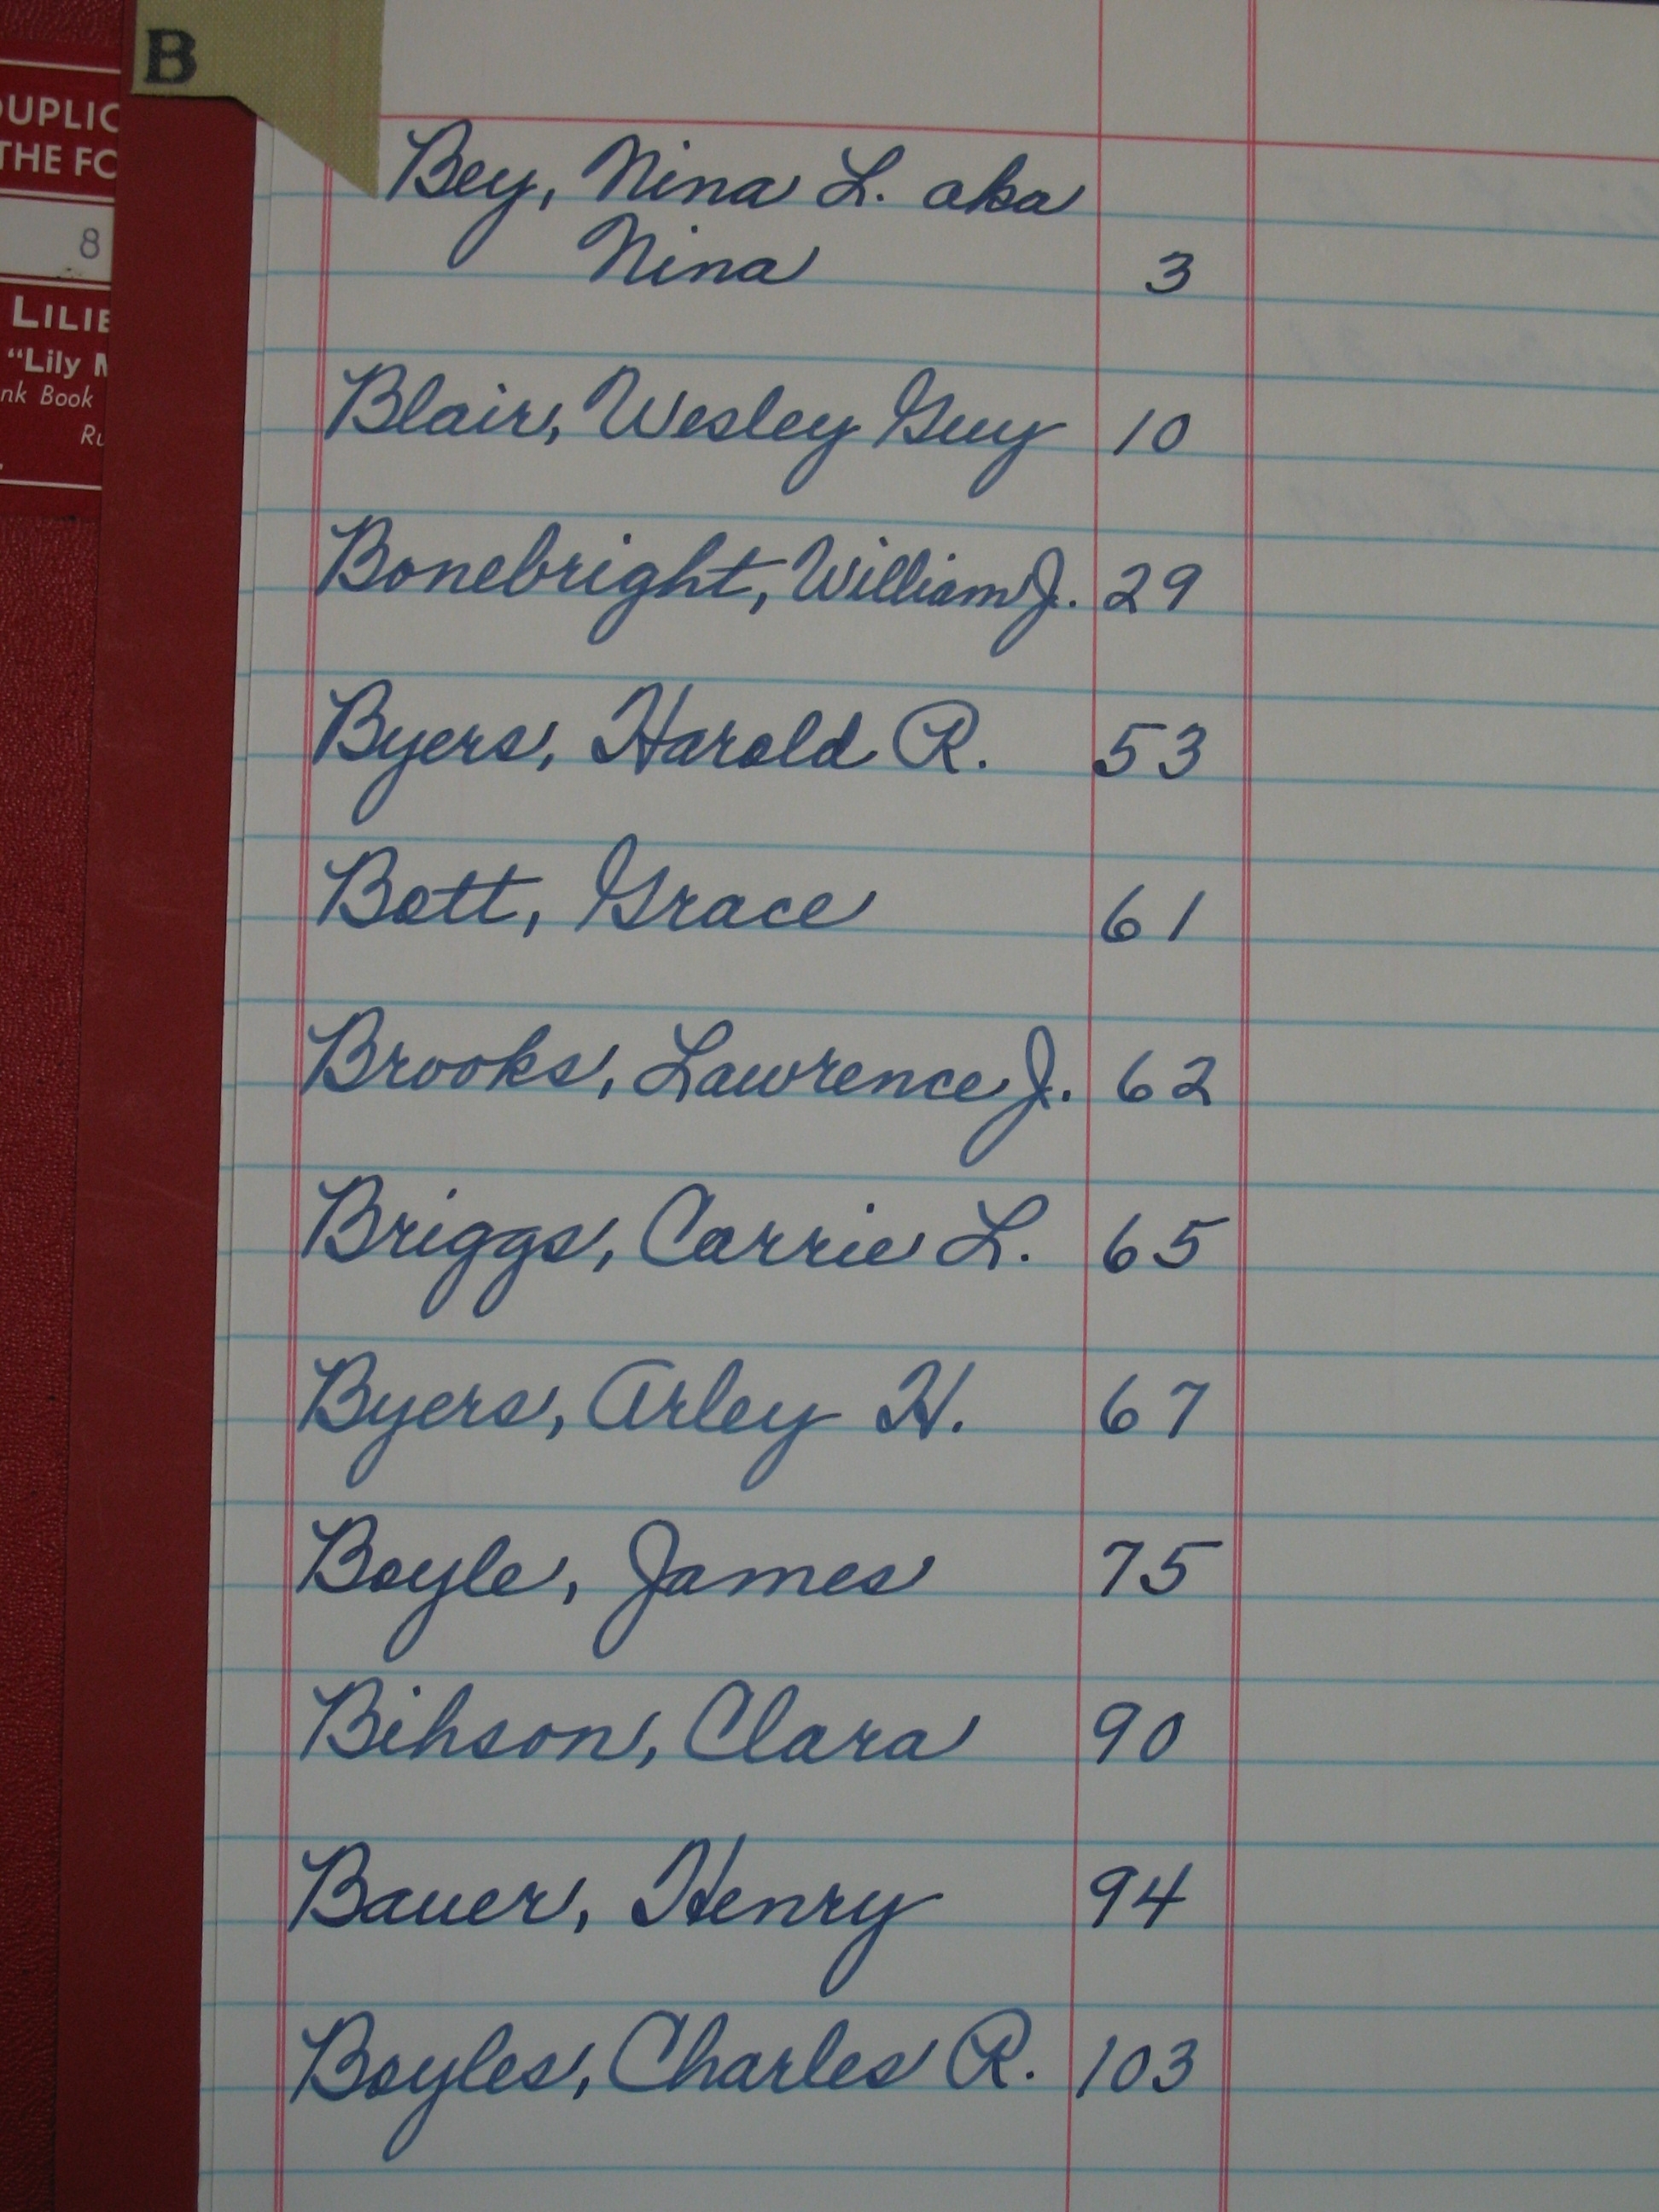 B
DUPLIC
THE FO
8
LILIE
"Lily M
nk Book
Ru
Bey, Nina L. aka
Nina 3
Blair, Wesley Guy 10
Bonebright, William J. 29
Byers, Harold R. 53
Bott, Grace 61
Brooks, Lawrence J. 62
Briggs, Carrie L. 65
Byers, Arley H. 67
Boyle, James 75
Bihson, Clara 90
Bauer, Henry 94
Boyles, Charles R. 103